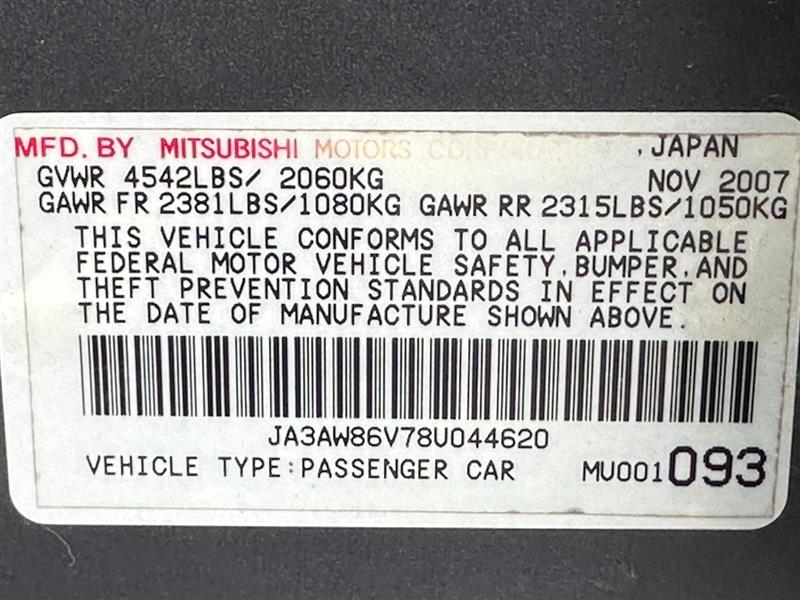 MFD. BY MITSUBISHI MOTORS CORPORATION , JAPAN
GVWR 4542LBS/ 2060KG NOV 2007
GAWR FR 2381LBS/1080KG GAWR RR 2315LBS/1050KG
THIS VEHICLE CONFORMS TO ALL APPLICABLE
FEDERAL MOTOR VEHICLE SAFETY, BUMPER, AND
THEFT PREVENTION STANDARDS IN EFFECT ON
THE DATE OF MANUFACTURE SHOWN ABOVE.
JA3AW86V78U044620
VEHICLE TYPE:PASSENGER CAR MU001093